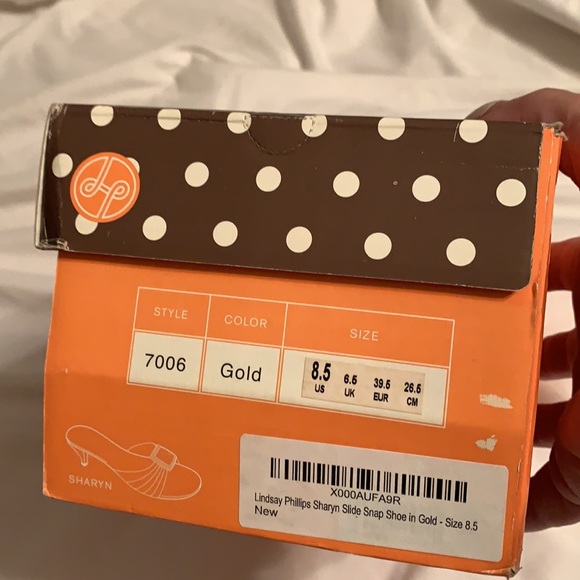 STYLE COLOR SIZE
7006 Gold 8.5 US 6.5 UK 39.5 EUR 26.5 CM
SHARYN
X000AUFA9R
Lindsay Phillips Sharyn Slide Snap Shoe in Gold - Size 8.5
New